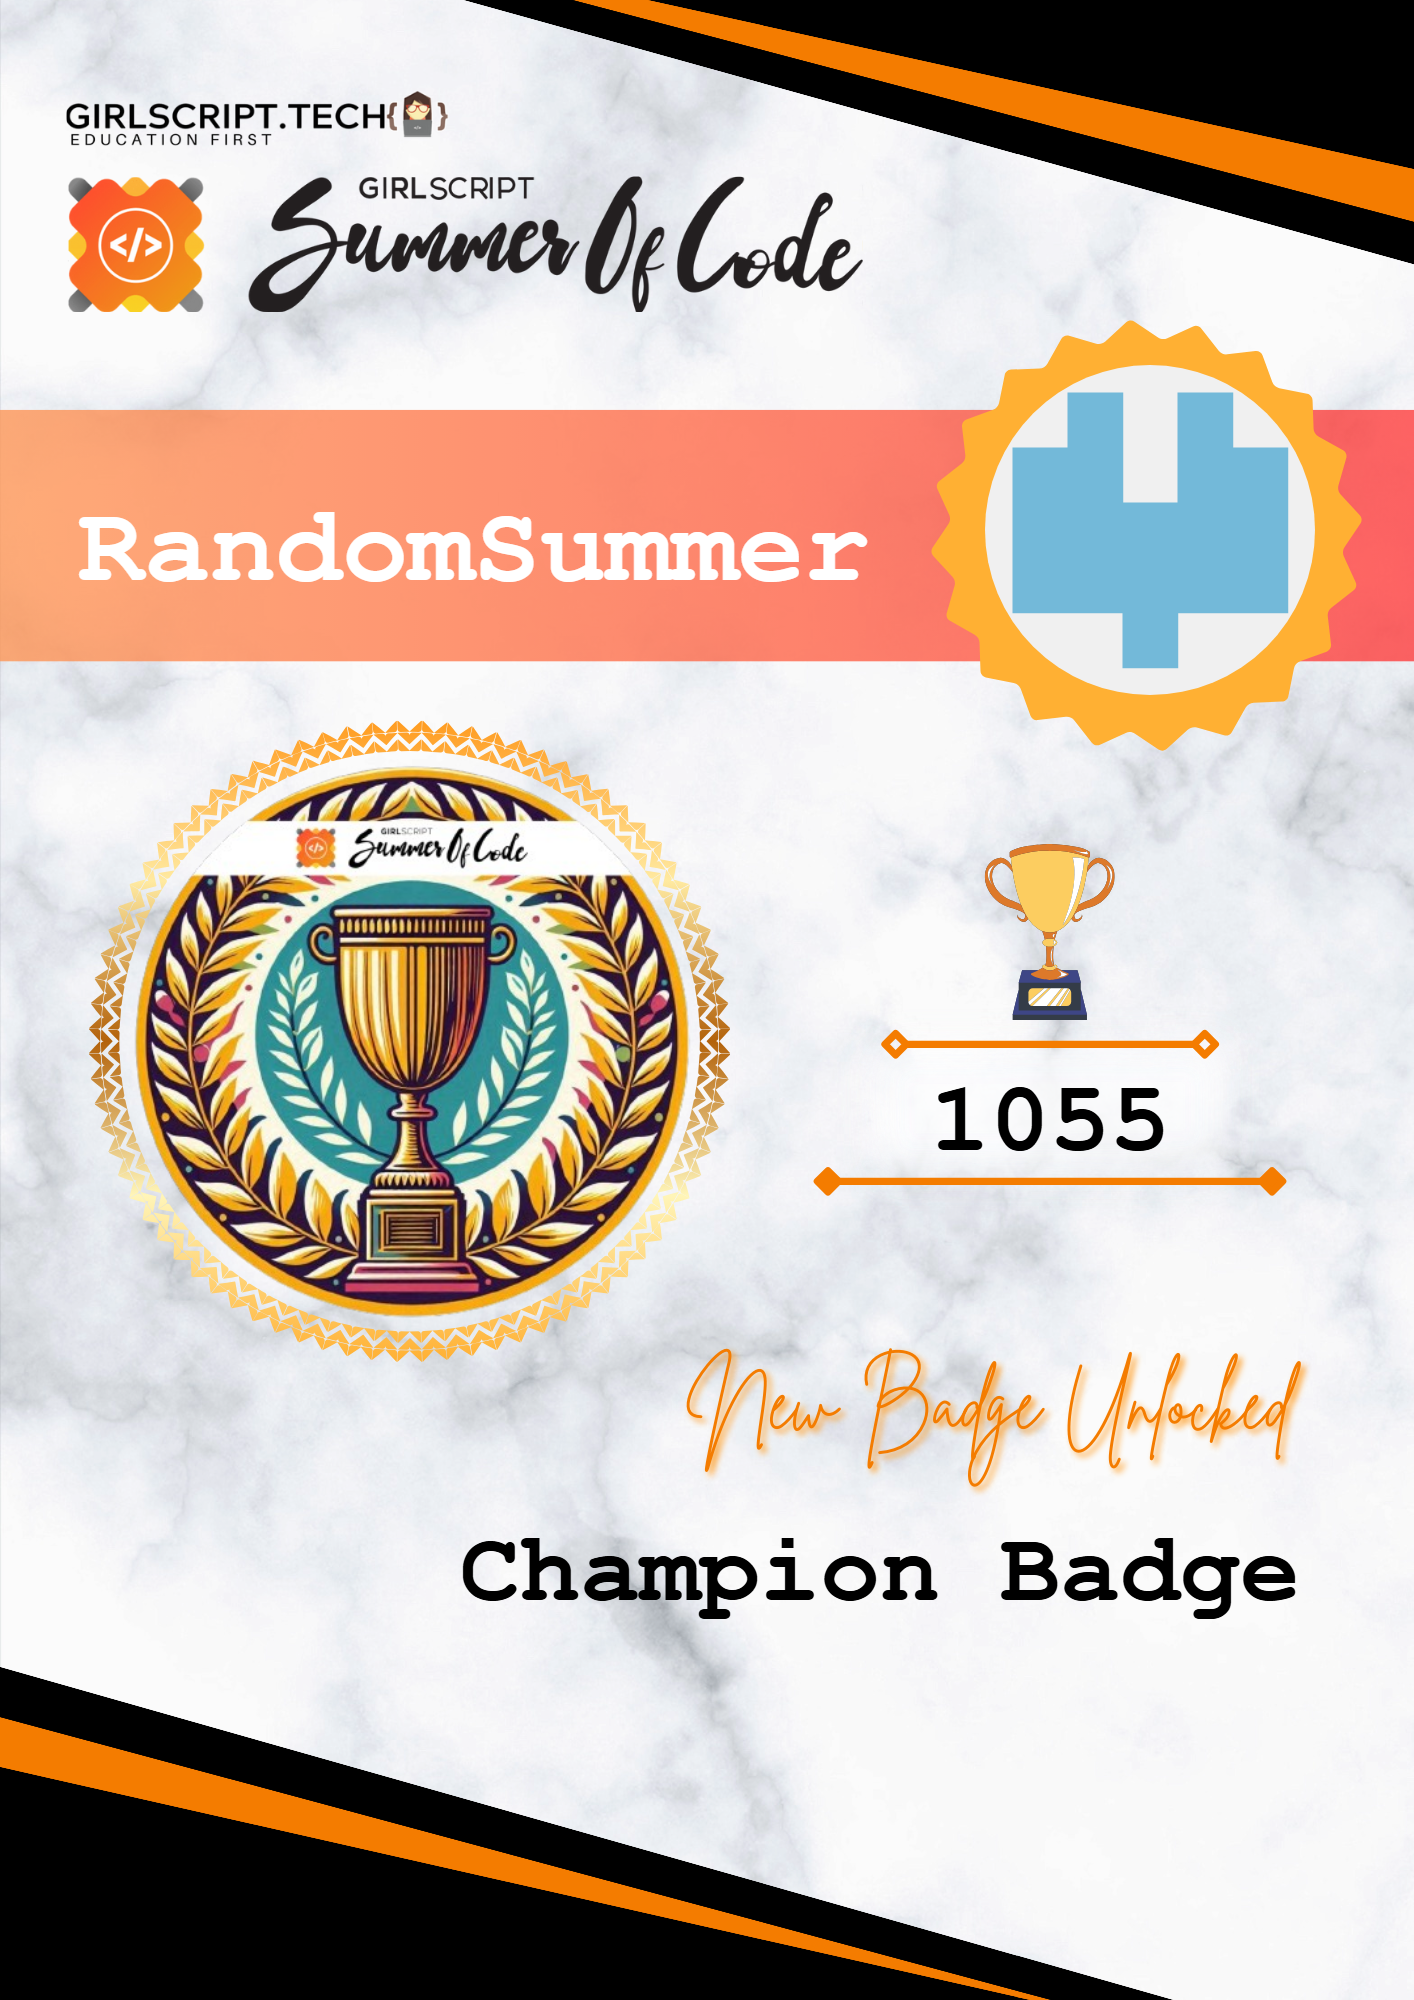 GIRLSCRIPT.TECH{ }
EDUCATION FIRST
GIRLSCRIPT
Summer Of Code
</>
RandomSummer
GIRLSCRIPT
Summer Of Code
</>
1055
New Badge Unlocked
Champion Badge